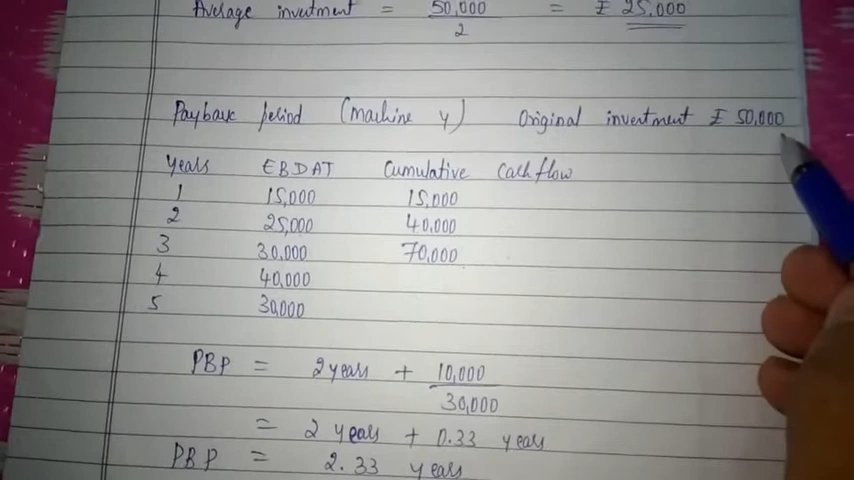 Average investment = 50,000 / 2 = ₹ 25,000
Payback period (Machine y) Original investment ₹ 50,000
Years EBDAT Cumulative Cash flow
1 15,000 15,000
2 25,000 40,000
3 30,000 70,000
4 40,000
5 30,000
PBP = 2 years + 10,000 / 30,000
= 2 years + 0.33 years
PBP = 2.33 years